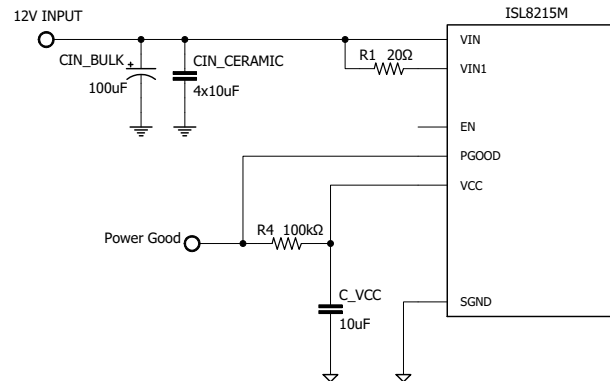 12V INPUT
ISL8215M
VIN
CIN_BULK
CIN_CERAMIC
R1 20Ω
VIN1
+
100uF
4x10uF
EN
PGOOD
VCC
Power Good
R4 100kΩ
C_VCC
SGND
10uF